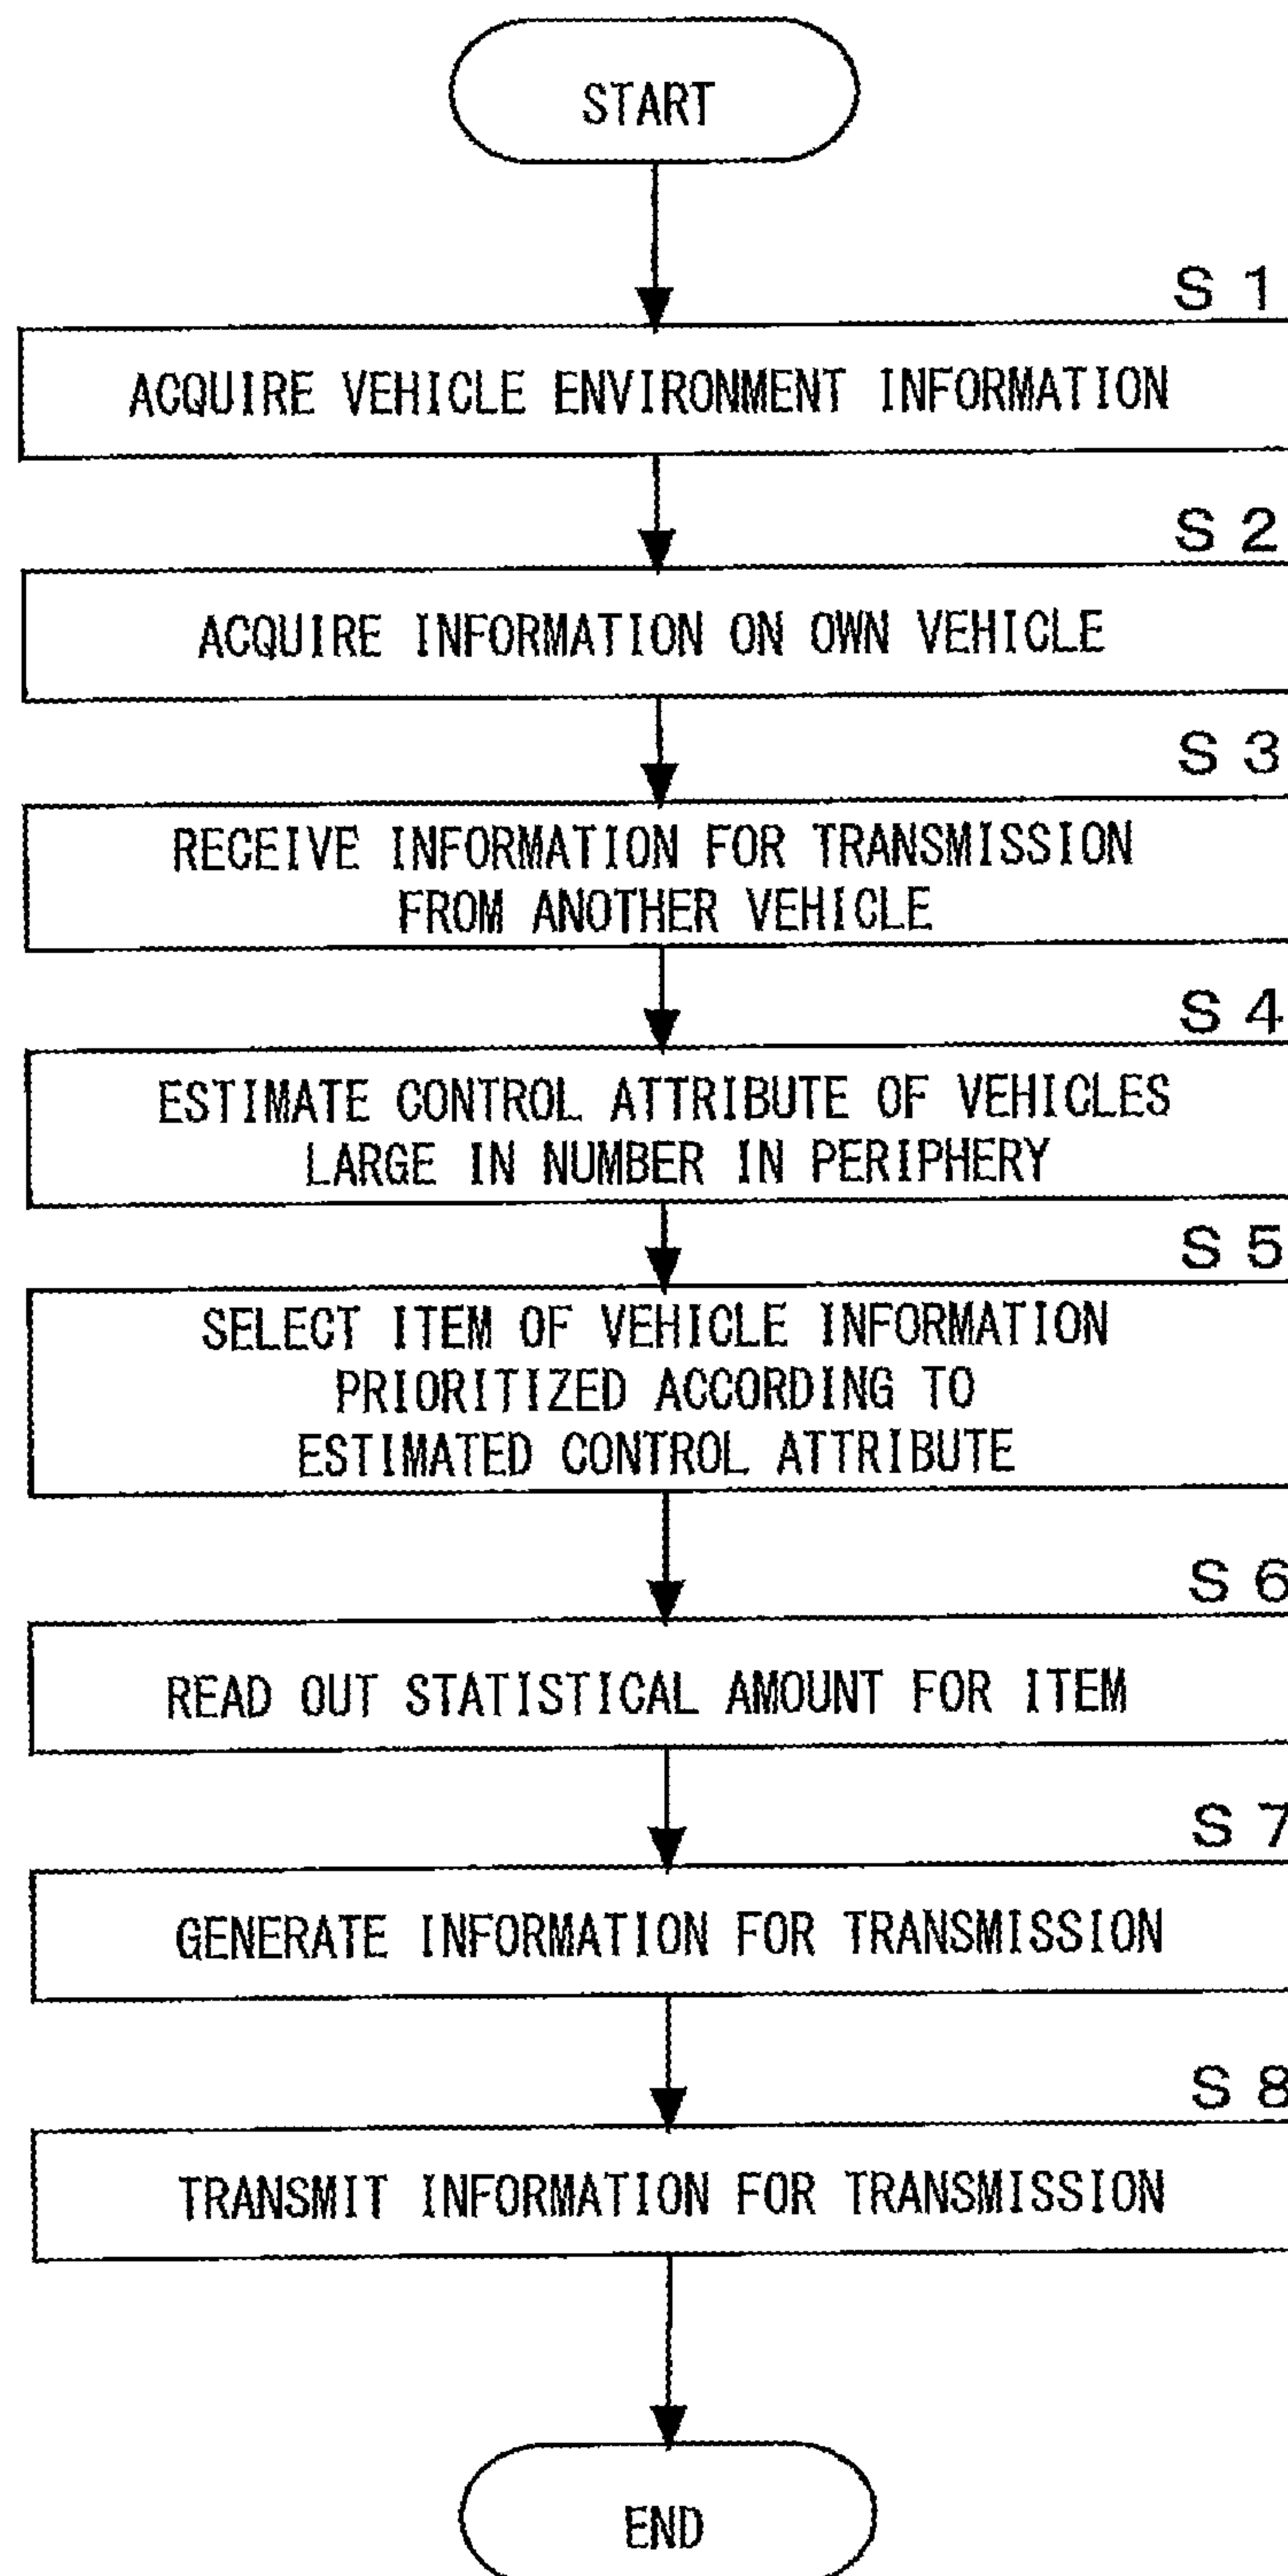 START
S 1
ACQUIRE VEHICLE ENVIRONMENT INFORMATION
S 2
ACQUIRE INFORMATION ON OWN VEHICLE
S 3
RECEIVE INFORMATION FOR TRANSMISSION
FROM ANOTHER VEHICLE
S 4
ESTIMATE CONTROL ATTRIBUTE OF VEHICLES
LARGE IN NUMBER IN PERIPHERY
S 5
SELECT ITEM OF VEHICLE INFORMATION
PRIORITIZED ACCORDING TO
ESTIMATED CONTROL ATTRIBUTE
S 6
READ OUT STATISTICAL AMOUNT FOR ITEM
S 7
GENERATE INFORMATION FOR TRANSMISSION
S 8
TRANSMIT INFORMATION FOR TRANSMISSION
END